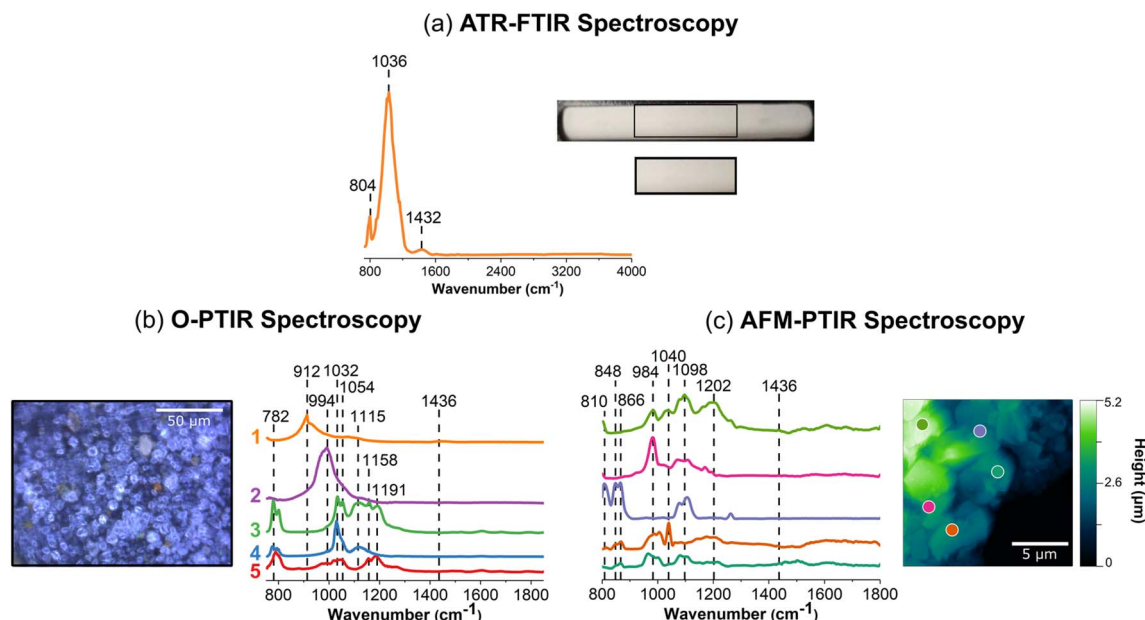 (a) ATR-FTIR Spectroscopy
1036
804
1432
800 1600 2400 3200 4000
Wavenumber (cm-1)
(b) O-PTIR Spectroscopy
50 μm
912
1032
994
1054
782
1115
1436
1158
1191
1
2
3
4
5
800 1000 1200 1400 1600 1800
Wavenumber (cm-1)
(c) AFM-PTIR Spectroscopy
1040
848
984
1098
810
866
1202
1436
800 1000 1200 1400 1600 1800
Wavenumber (cm-1)
5 μm
5.2
2.6
0
Height (μm)